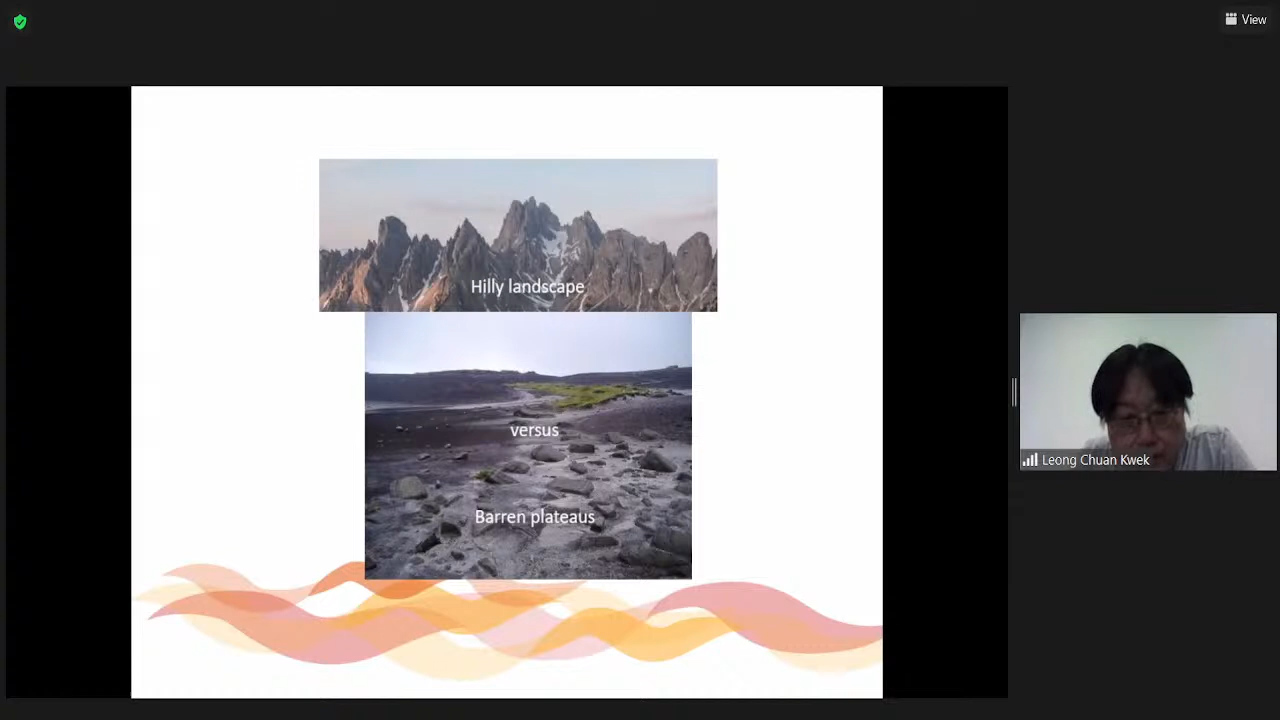 View
Hilly landscape
versus
Barren plateaus
Leong Chuan Kwek